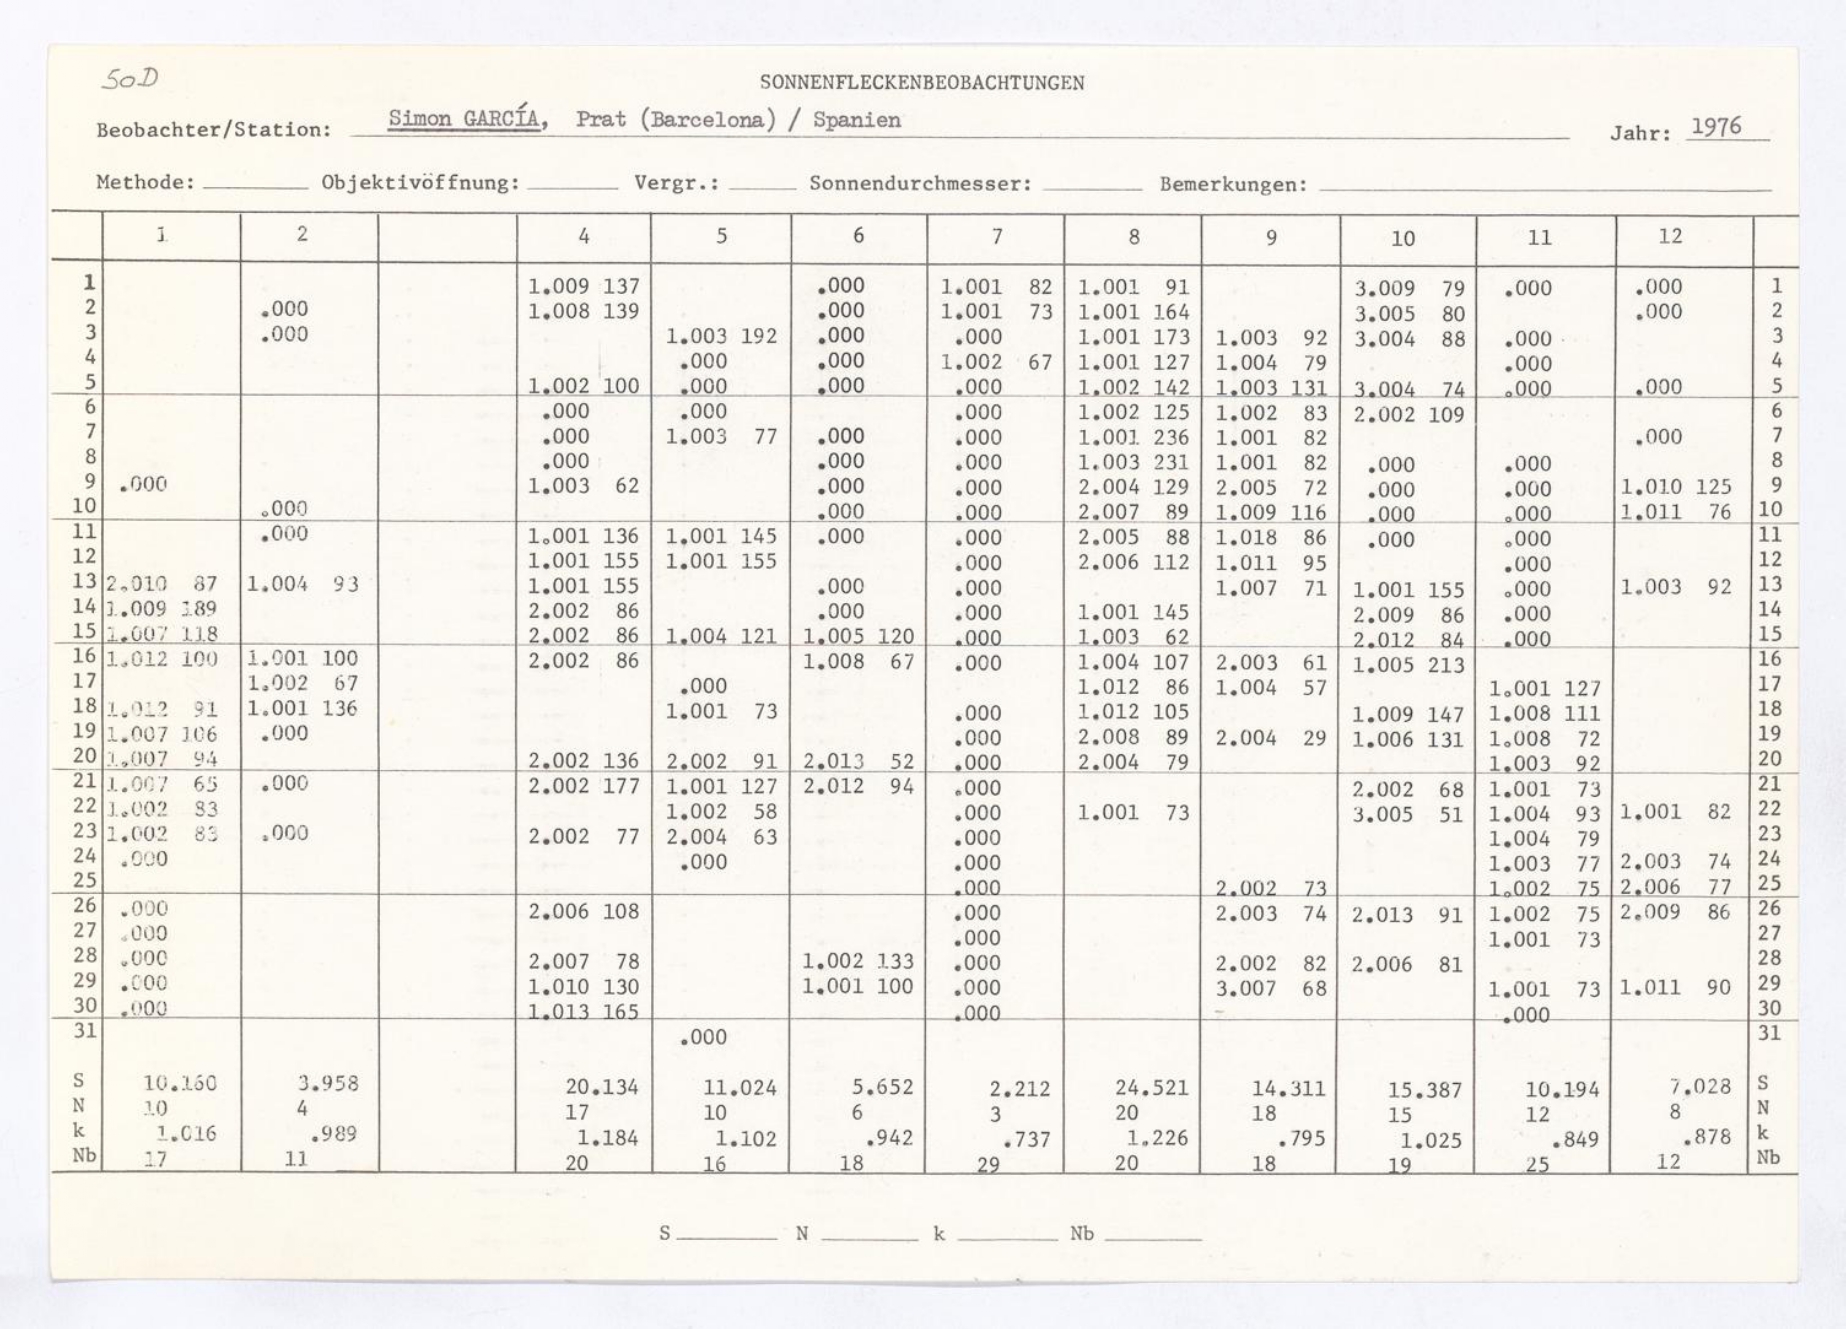 50D
SONNENFLECKENBEOBACHTUNGEN
Beobachter/Station: Simon GARCÍA, Prat (Barcelona) / Spanien Jahr: 1976
Methode: Objektivöffnung: Vergr.: Sonnendurchmesser: Bemerkungen:
1 2 4 5 6 7 8 9 10 11 12
1 1.009 137 .000 1.001 82 1.001 91 3.009 79 .000 .000 1
2 .000 1.008 139 .000 1.001 73 1.001 164 3.005 80 .000 2
3 .000 1.003 192 .000 .000 1.001 173 1.003 92 3.004 88 .000 3
4 .000 .000 1.002 67 1.001 127 1.004 79 .000 4
5 1.002 100 .000 .000 .000 1.002 142 1.003 131 3.004 74 .000 .000 5
6 .000 .000 .000 1.002 125 1.002 83 2.002 109 6
7 .000 1.003 77 .000 .000 1.001 236 1.001 82 .000 7
8 .000 .000 .000 1.003 231 1.001 82 .000 .000 8
9 .000 1.003 62 .000 .000 2.004 129 2.005 72 .000 .000 1.010 125 9
10 .000 .000 .000 2.007 89 1.009 116 .000 .000 1.011 76 10
11 .000 1.001 136 1.001 145 .000 .000 2.005 88 1.018 86 .000 .000 11
12 1.001 155 1.001 155 .000 2.006 112 1.011 95 .000 12
13 2.010 87 1.004 93 1.001 155 .000 .000 1.007 71 1.001 155 .000 1.003 92 13
14 1.009 189 2.002 86 .000 .000 1.001 145 2.009 86 .000 14
15 1.007 118 2.002 86 1.004 121 1.005 120 .000 1.003 62 2.012 84 .000 15
16 1.012 100 1.001 100 2.002 86 1.008 67 .000 1.004 107 2.003 61 1.005 213 16
17 1.002 67 .000 1.012 86 1.004 57 1.001 127 17
18 1.012 91 1.001 136 1.001 73 .000 1.012 105 1.009 147 1.008 111 18
19 1.007 106 .000 .000 2.008 89 2.004 29 1.006 131 1.008 72 19
20 1.007 94 2.002 136 2.002 91 2.013 52 .000 2.004 79 1.003 92 20
21 1.007 65 .000 2.002 177 1.001 127 2.012 94 .000 2.002 68 1.001 73 21
22 1.002 83 1.002 58 .000 1.001 73 3.005 51 1.004 93 1.001 82 22
23 1.002 83 .000 2.002 77 2.004 63 .000 1.004 79 23
24 .000 .000 .000 1.003 77 2.003 74 24
25 .000 2.002 73 1.002 75 2.006 77 25
26 .000 2.006 108 .000 2.003 74 2.013 91 1.002 75 2.009 86 26
27 .000 .000 1.001 73 27
28 .000 2.007 78 1.002 133 .000 2.002 82 2.006 81 28
29 .000 1.010 130 1.001 100 .000 3.007 68 1.001 73 1.011 90 29
30 .000 1.013 165 .000 .000 30
31 .000 31
S 10.160 3.958 20.134 11.024 5.652 2.212 24.521 14.311 15.387 10.194 7.028 S
N 10 4 17 10 6 3 20 18 15 12 8 N
k 1.016 .989 1.184 1.102 .942 .737 1.226 .795 1.025 .849 .878 k
Nb 17 11 20 16 18 29 20 18 19 25 12 Nb
S N k Nb